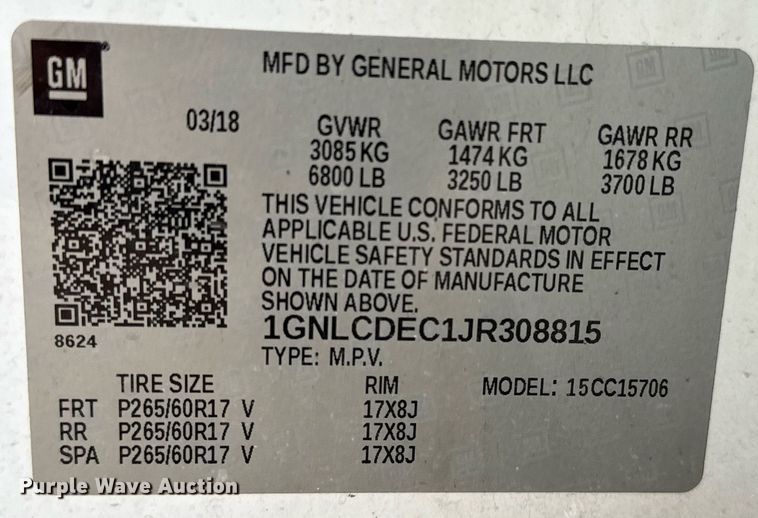 GM
MFD BY GENERAL MOTORS LLC
03/18 GVWR GAWR FRT GAWR RR
3085 KG 1474 KG 1678 KG
6800 LB 3250 LB 3700 LB
THIS VEHICLE CONFORMS TO ALL
APPLICABLE U.S. FEDERAL MOTOR
VEHICLE SAFETY STANDARDS IN EFFECT
ON THE DATE OF MANUFACTURE
SHOWN ABOVE.
1GNLCDEC1JR308815
8624
TYPE: M.P.V.
TIRE SIZE RIM MODEL: 15CC15706
FRT P265/60R17 V 17X8J
RR P265/60R17 V 17X8J
SPA P265/60R17 V 17X8J
Purple Wave Auction